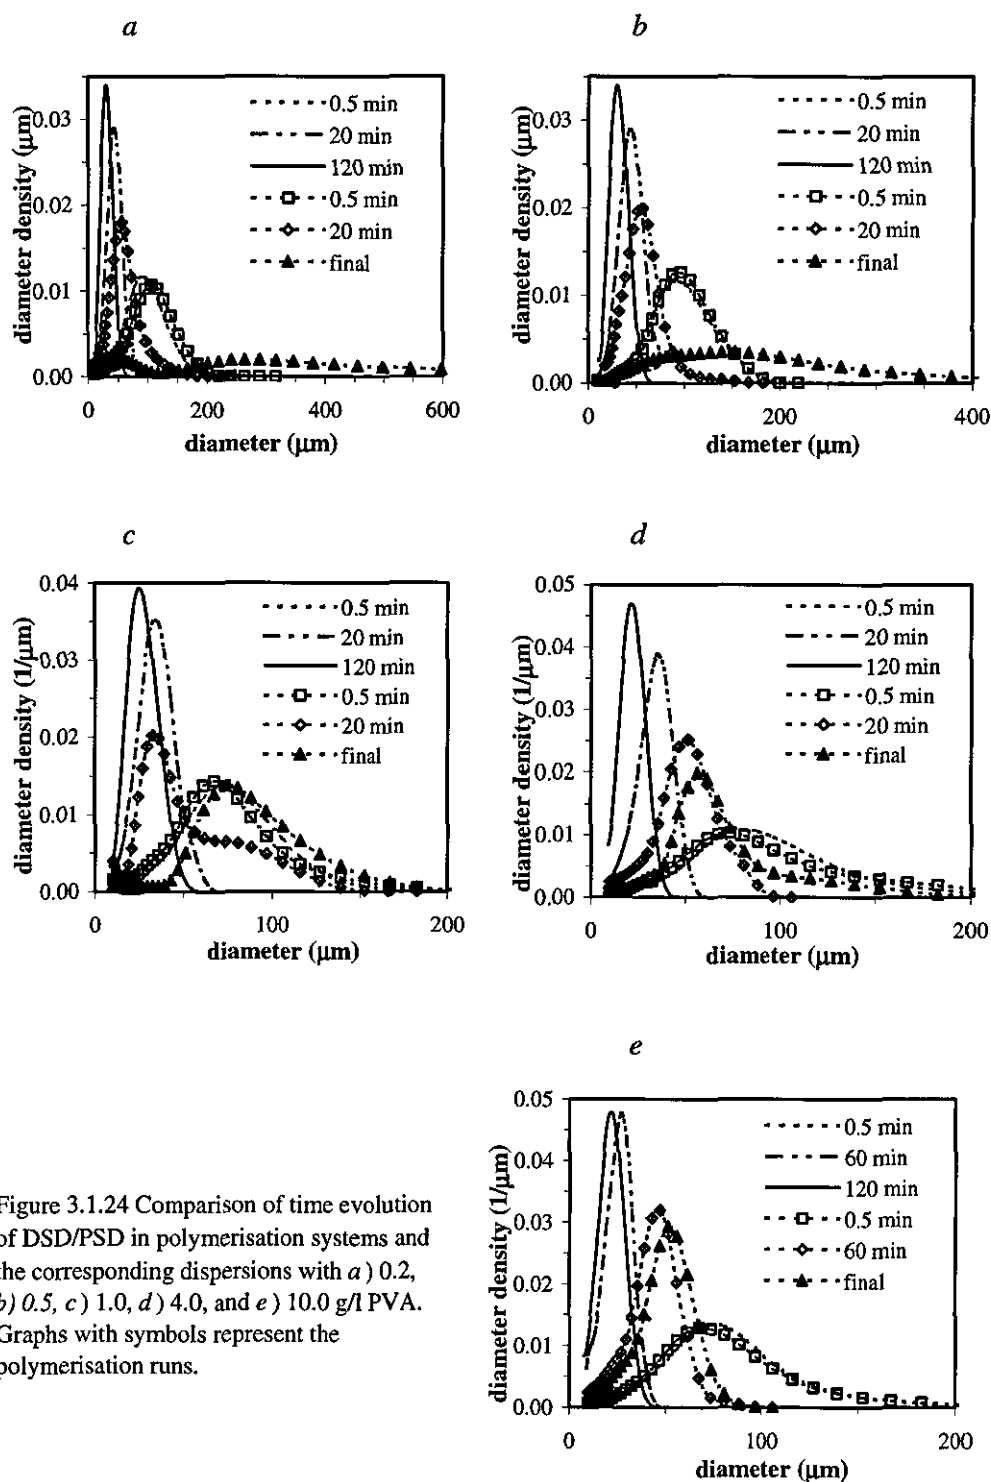 a
diameter density (μm)
0.03
0.02
0.01
0.00
0.5 min
20 min
120 min
0.5 min
20 min
final
0 200 400 600
diameter (μm)
b
diameter density (μm)
0.03
0.02
0.01
0.00
0.5 min
20 min
120 min
0.5 min
20 min
final
0 200 400
diameter (μm)
c
diameter density (1/μm)
0.04
0.03
0.02
0.01
0.00
0.5 min
20 min
120 min
0.5 min
20 min
final
0 100 200
diameter (μm)
d
diameter density (1/μm)
0.05
0.04
0.03
0.02
0.01
0.00
0.5 min
20 min
120 min
0.5 min
20 min
final
0 100 200
diameter (μm)
e
diameter density (1/μm)
0.05
0.04
0.03
0.02
0.01
0.00
0.5 min
60 min
120 min
0.5 min
60 min
final
0 100 200
diameter (μm)
Figure 3.1.24 Comparison of time evolution
of DSD/PSD in polymerisation systems and
the corresponding dispersions with a ) 0.2,
b) 0.5, c ) 1.0, d ) 4.0, and e ) 10.0 g/l PVA.
Graphs with symbols represent the
polymerisation runs.